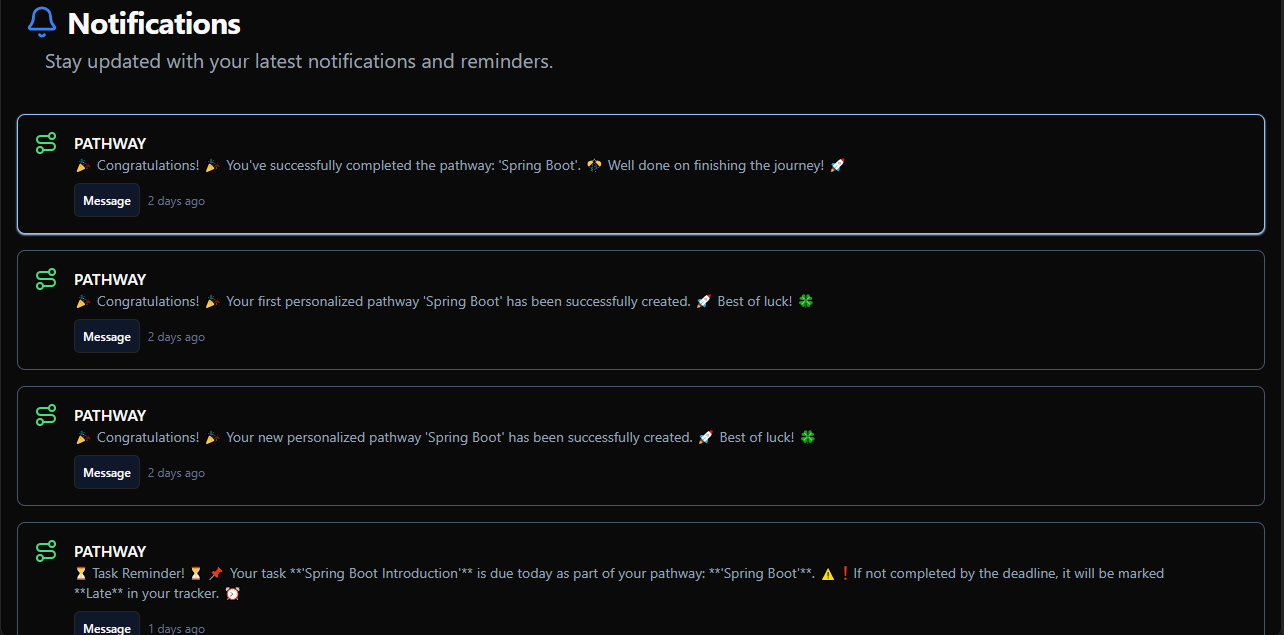 Notifications
Stay updated with your latest notifications and reminders.
PATHWAY
🎉 Congratulations! 🎉 You've successfully completed the pathway: 'Spring Boot'. 🎊 Well done on finishing the journey! 🚀
Message 2 days ago
PATHWAY
🎉 Congratulations! 🎉 Your first personalized pathway 'Spring Boot' has been successfully created. 🚀 Best of luck! 🍀
Message 2 days ago
PATHWAY
🎉 Congratulations! 🎉 Your new personalized pathway 'Spring Boot' has been successfully created. 🚀 Best of luck! 🍀
Message 2 days ago
PATHWAY
⏳ Task Reminder! ⏳ 📌 Your task **'Spring Boot Introduction'** is due today as part of your pathway: **'Spring Boot'**. ⚠️ ❗ If not completed by the deadline, it will be marked
**Late** in your tracker. ⏰
Message 1 days ago